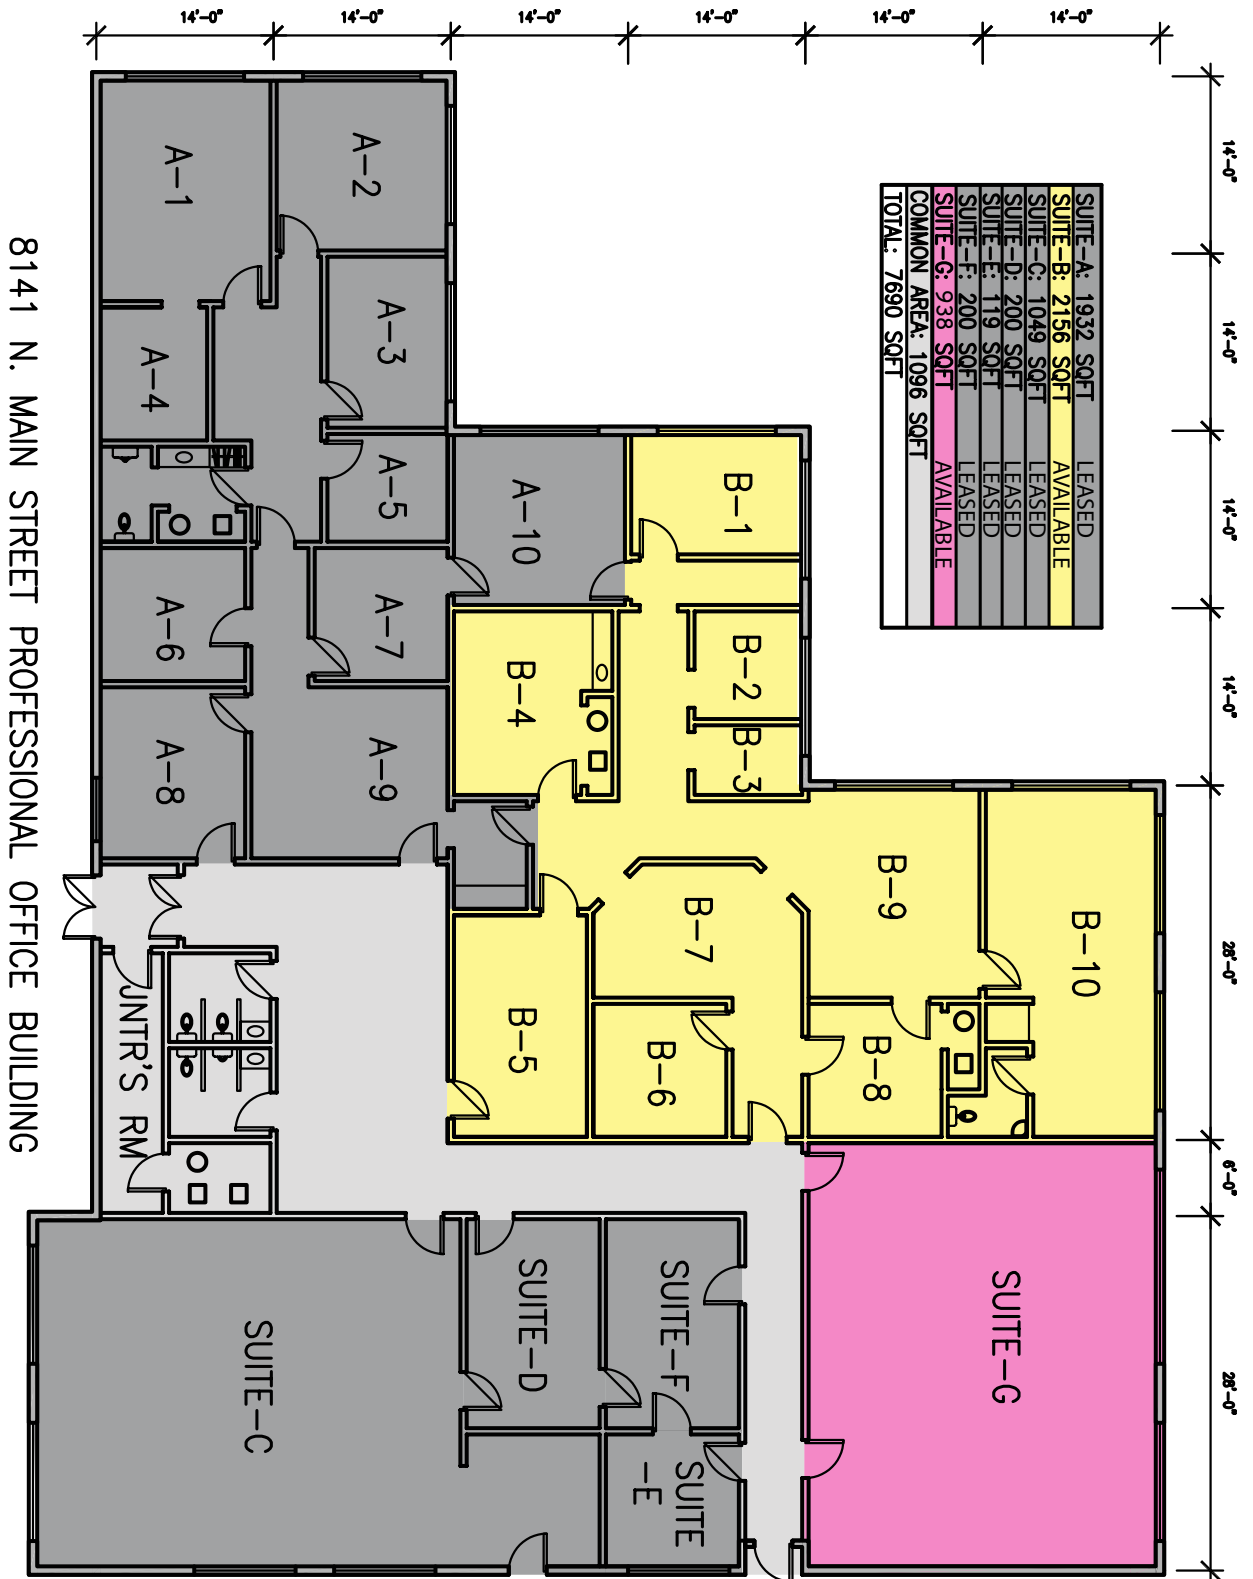 14'-0"
14'-0"
14'-0"
14'-0"
14'-0"
14'-0"
14'-0"
14'-0"
14'-0"
14'-0"
28'-0"
6'-0"
28'-0"
SUITE-A: 1932 SQFT LEASED
SUITE-B: 2156 SQFT AVAILABLE
SUITE-C: 1049 SQFT LEASED
SUITE-D: 200 SQFT LEASED
SUITE-E: 119 SQFT LEASED
SUITE-F: 200 SQFT LEASED
SUITE-G: 938 SQFT AVAILABLE
COMMON AREA: 1096 SQFT
TOTAL: 7690 SQFT
A-1
A-2
A-3
A-4
A-5
A-10
A-6
A-7
A-8
A-9
B-1
B-2
B-3
B-4
B-5
B-6
B-7
B-8
B-9
B-10
JNTR'S RM
SUITE-C
SUITE-D
SUITE-F
SUITE
-E
SUITE-G
8141 N. MAIN STREET PROFESSIONAL OFFICE BUILDING